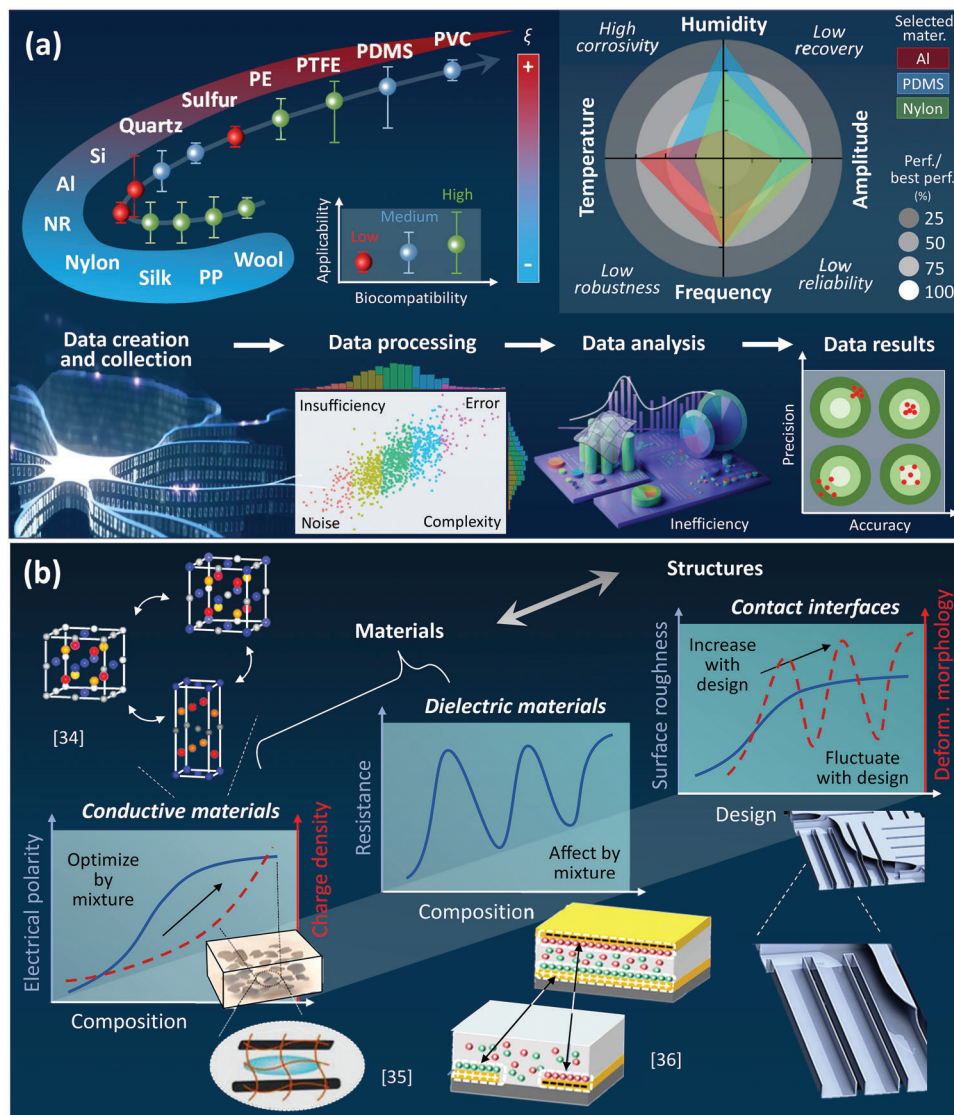 (a)
ξ
+
-
PVC
PDMS
PTFE
PE
Sulfur
Quartz
Si
Al
NR
Nylon
Silk
PP
Wool
Applicability
Low
Medium
High
Biocompatibility
High
corrosivity
Humidity
Low
recovery
Temperature
Amplitude
Low
robustness
Frequency
Low
reliability
Selected
mater.
Al
PDMS
Nylon
Perf./
best perf.
(%)
25
50
75
100
Data creation
and collection
Data processing
Insufficiency
Error
Noise
Complexity
Data analysis
Inefficiency
Data results
Precision
Accuracy
(b)
[34]
Materials
Structures
Conductive materials
Electrical polarity
Optimize
by
mixture
Charge density
Composition
[35]
Dielectric materials
Resistance
Affect by
mixture
Composition
[36]
Contact interfaces
Surface roughness
Increase
with
design
Fluctuate
with design
Deform. morphology
Design